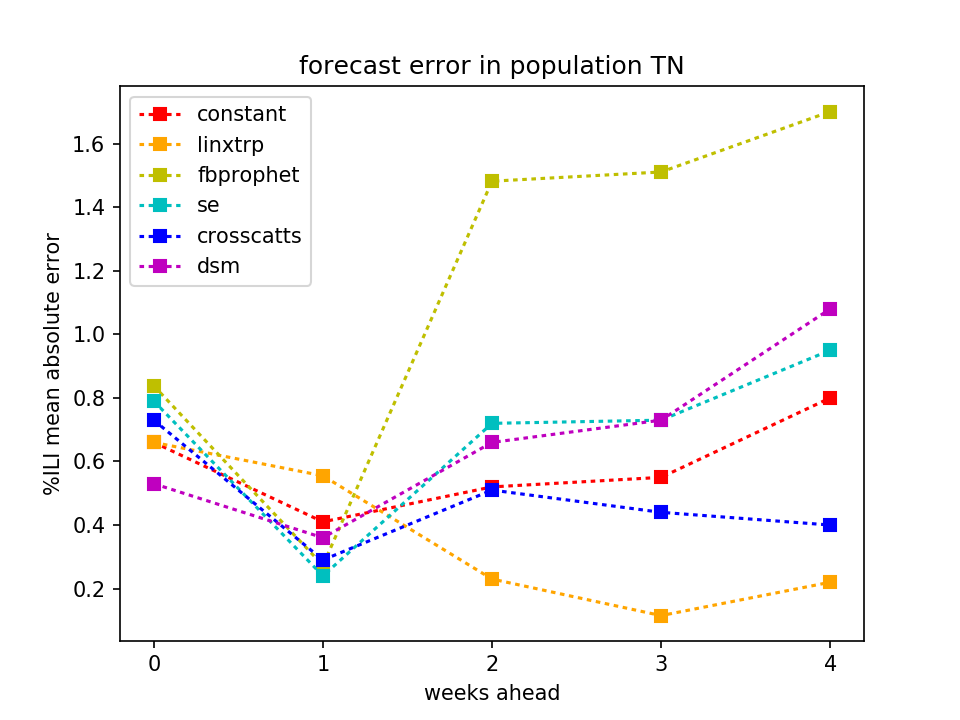 forecast error in population TN
constant
linxtrp
fbprophet
se
crosscatts
dsm
%ILI mean absolute error
1.6
1.4
1.2
1.0
0.8
0.6
0.4
0.2
0 1 2 3 4
weeks ahead